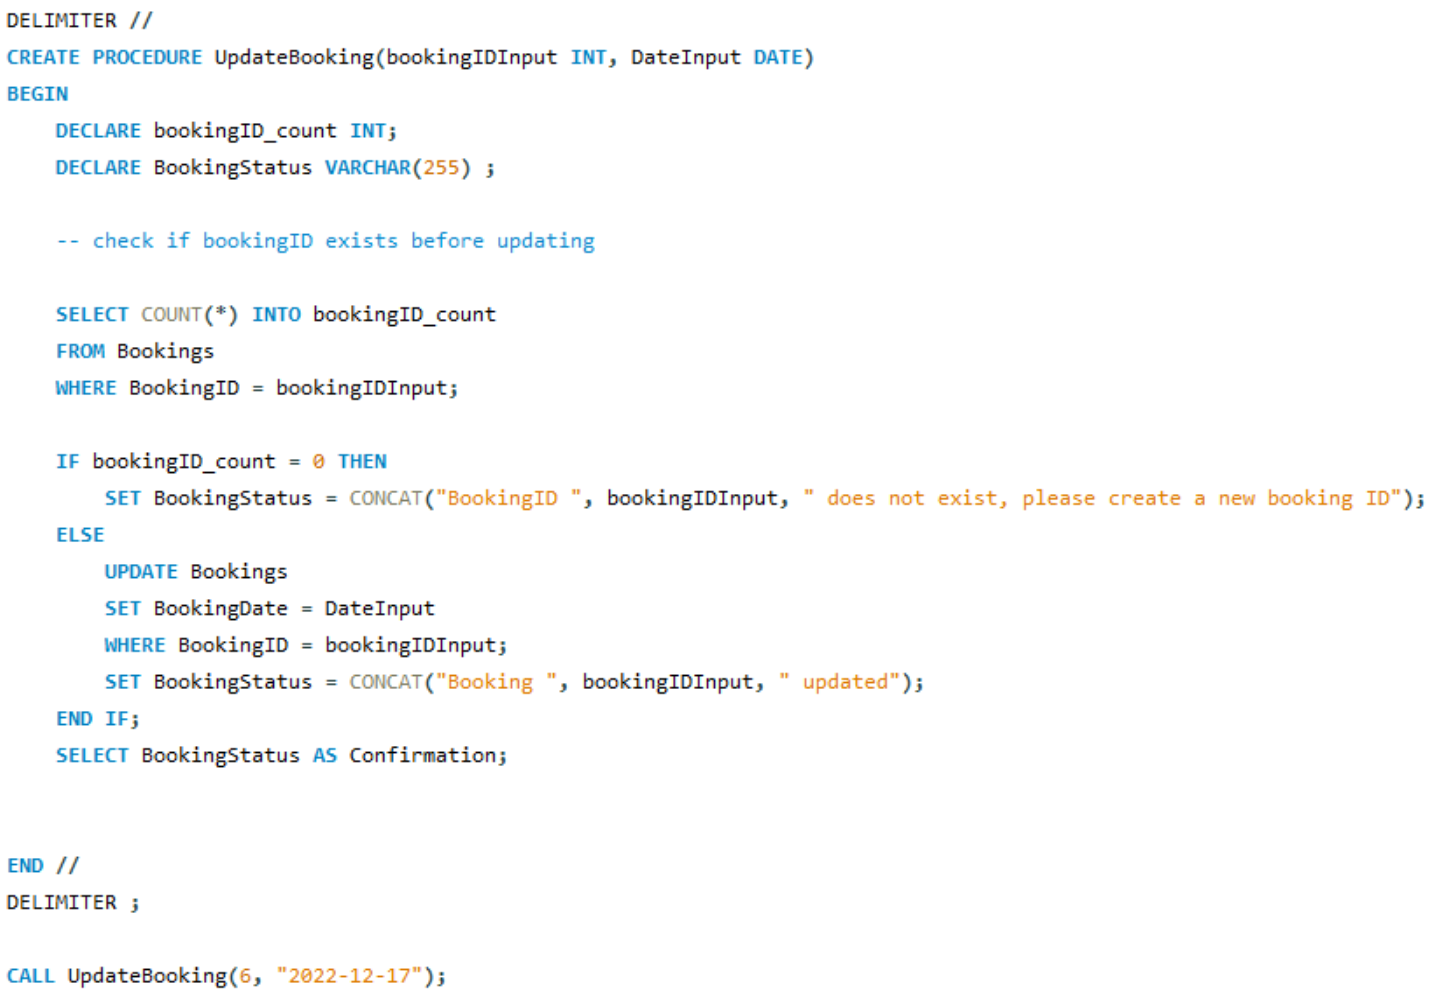 DELIMITER //
CREATE PROCEDURE UpdateBooking(bookingIDInput INT, DateInput DATE)
BEGIN
    DECLARE bookingID_count INT;
    DECLARE BookingStatus VARCHAR(255) ;
    -- check if bookingID exists before updating
    SELECT COUNT(*) INTO bookingID_count
    FROM Bookings
    WHERE BookingID = bookingIDInput;
    IF bookingID_count = 0 THEN
        SET BookingStatus = CONCAT("BookingID ", bookingIDInput, " does not exist, please create a new booking ID");
    ELSE
        UPDATE Bookings
        SET BookingDate = DateInput
        WHERE BookingID = bookingIDInput;
        SET BookingStatus = CONCAT("Booking ", bookingIDInput, " updated");
    END IF;
    SELECT BookingStatus AS Confirmation;
END //
DELIMITER ;
CALL UpdateBooking(6, "2022-12-17");